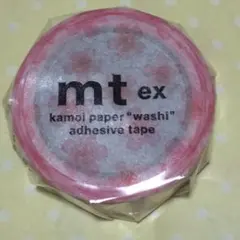 mt ex
kamoi paper "washi"
adhesive tape